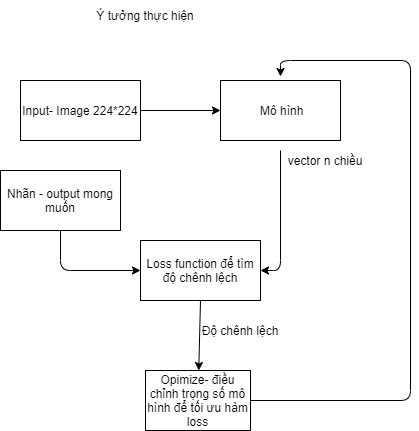 Ý tưởng thực hiện
Input- Image 224*224
Mô hình
vector n chiều
Nhãn - output mong
muốn
Loss function để tìm
độ chênh lệch
Độ chênh lệch
Opimize- điều
chỉnh trọng số mô
hình để tối ưu hàm
loss